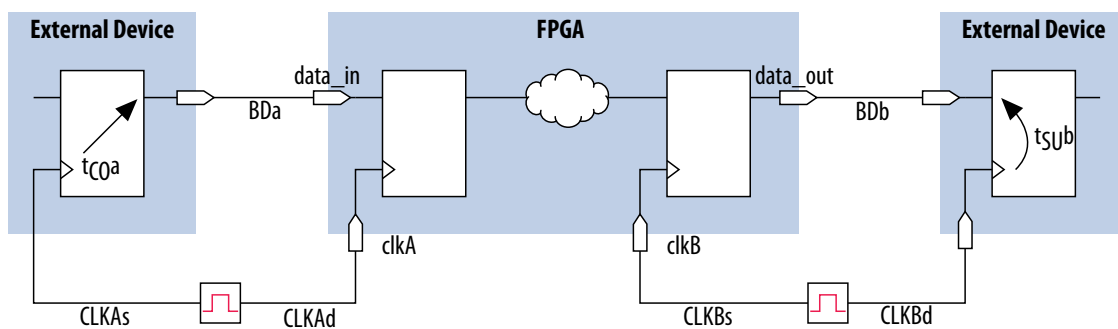 External Device
FPGA
External Device
data_in
data_out
BDa
BDb
tCOa
tSUb
clkA
clkB
CLKAs
CLKAd
CLKBs
CLKBd